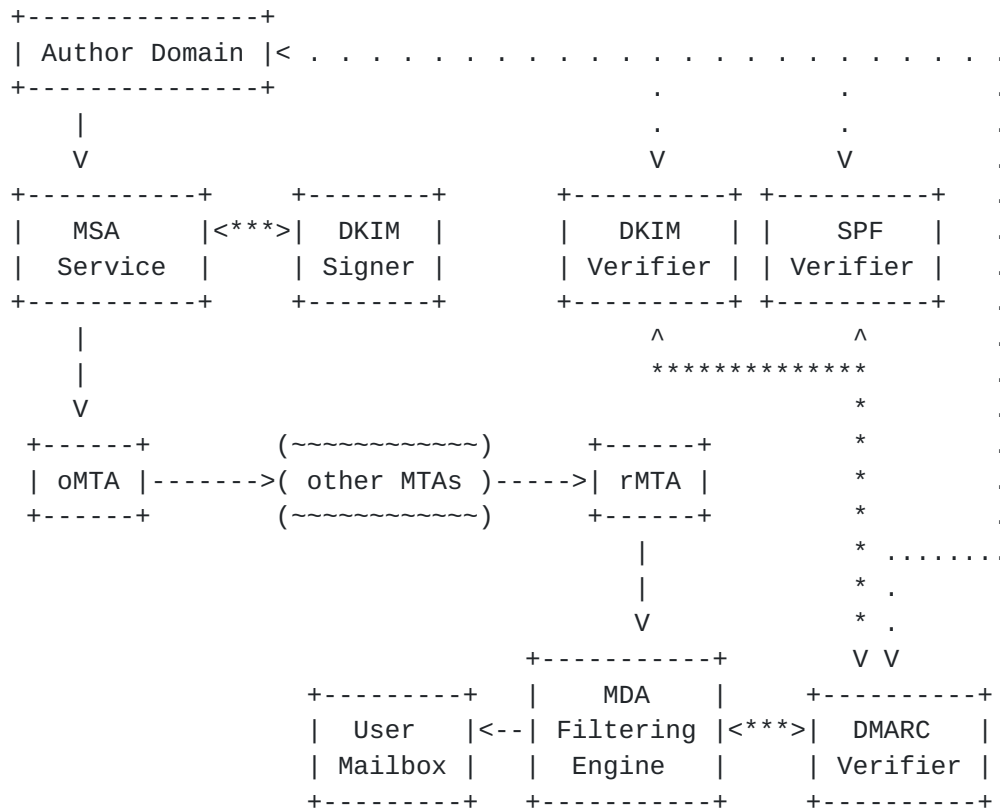 +---------------+
| Author Domain |< . . . . . . . . . . . . . . . . . . . . . . .
+---------------+                        .           .         .
    |                                    .           .         .
    V                                    V           V         .
+-----------+     +--------+       +----------+ +----------+   .
|   MSA     |<***>|  DKIM  |       |   DKIM   | |    SPF   |   .
|  Service  |     | Signer |       | Verifier | | Verifier |   .
+-----------+     +--------+       +----------+ +----------+   .
    |                                    ^            ^        .
    |                                    **************        .
    V                                                 *        .
 +------+        (~~~~~~~~~~~~)      +------+         *        .
 | oMTA |------->( other MTAs )----->| rMTA |         *        .
 +------+        (~~~~~~~~~~~~)      +------+         *        .
                                        |             * ........
                                        |             * .
                                        V             * .
                                 +-----------+        V V
                   +---------+   |    MDA    |     +----------+
                   |  User   |<--| Filtering |<***>|  DMARC   |
                   | Mailbox |   |  Engine   |     | Verifier |
                   +---------+   +-----------+     +----------+